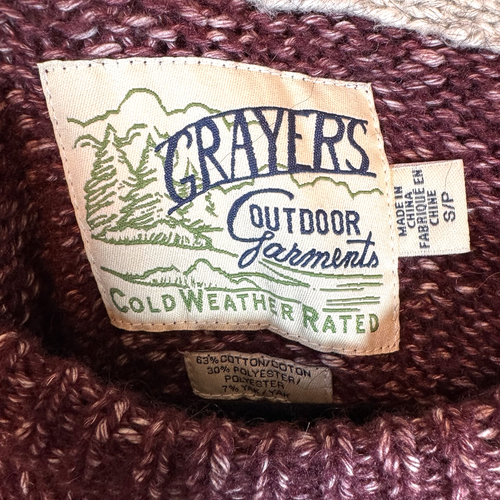 GRAYERS
OUTDOOR
Garments
COLD WEATHER RATED
MADE IN
CHINA
FABRIQUE EN
CHINE
S/P
63% COTTON/COTON
30% POLYESTER/
POLYESTER
7% YAK/YAK